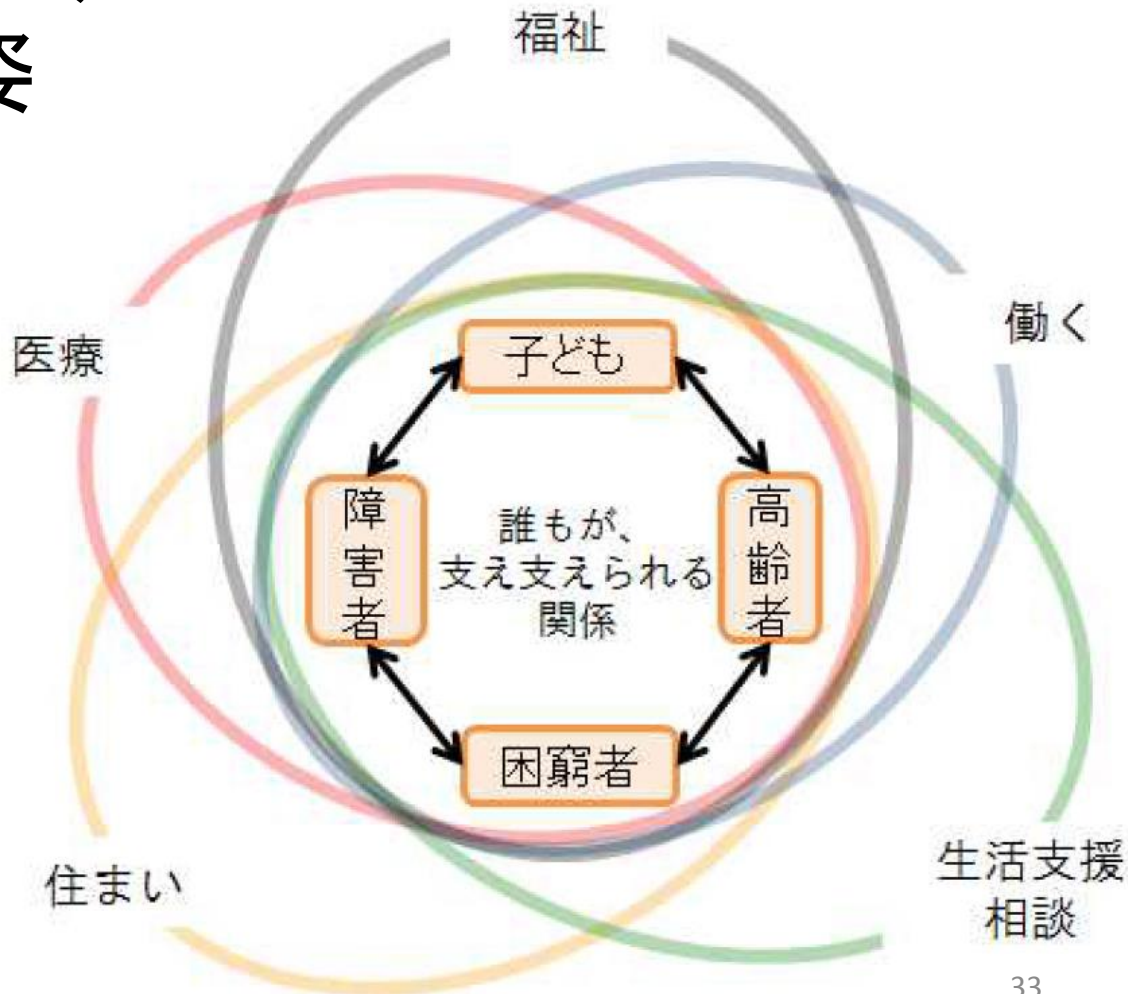 姿
福祉
働く
医療
子ども
障害者
誰もが、
支え支えられる
関係
高齢者
困窮者
住まい
生活支援
相談
33